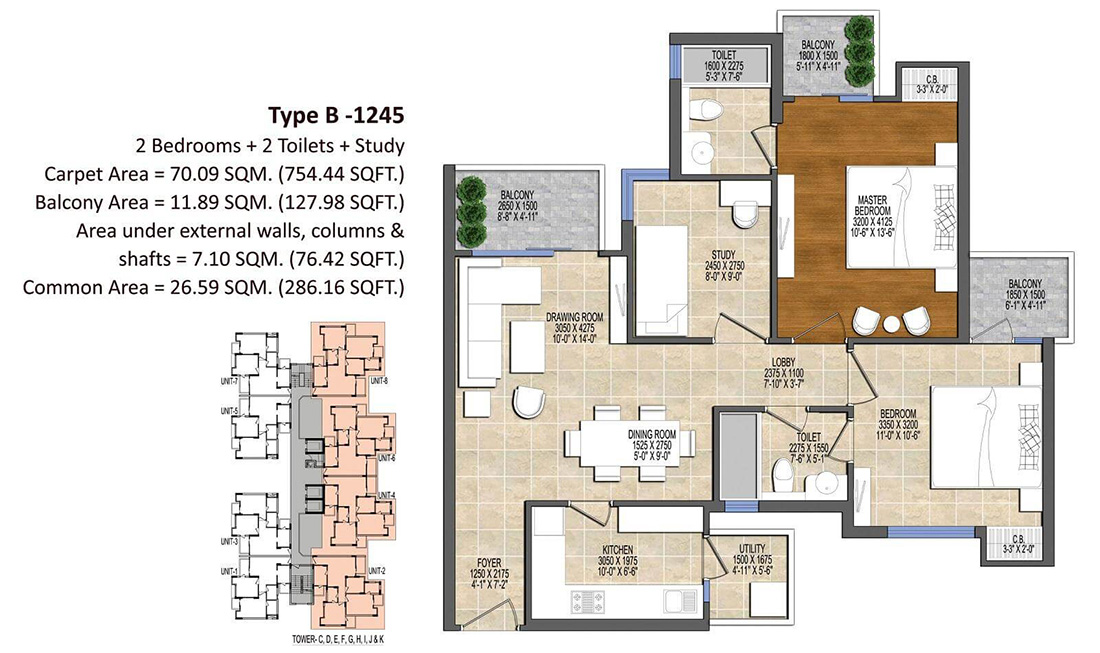 Type B -1245
2 Bedrooms + 2 Toilets + Study
Carpet Area = 70.09 SQM. (754.44 SQFT.)
Balcony Area = 11.89 SQM. (127.98 SQFT.)
Area under external walls, columns &
shafts = 7.10 SQM. (76.42 SQFT.)
Common Area = 26.59 SQM. (286.16 SQFT.)
UNIT-7
UNIT-8
UNIT-5
UNIT-6
UNIT-4
UNIT-3
UNIT-1
UNIT-2
TOWER- C, D, E, F, G, H, I, J & K
TOILET
1600 X 2275
5'-3" X 7'-6"
BALCONY
1800 X 1500
5'-11" X 4'-11"
C.B.
3-3" X 2'-0"
BALCONY
2650 X 1500
8'-8" X 4'-11"
MASTER
BEDROOM
3200 X 4125
10'-6" X 13'-6"
STUDY
2450 X 2750
8'-0" X 9'-0"
BALCONY
1850 X 1500
6'-1" X 4'-11"
DRAWING ROOM
3050 X 4275
10'-0" X 14'-0"
LOBBY
2375 X 1100
7'-10" X 3'-7"
BEDROOM
3350 X 3200
11'-0" X 10'-6"
DINING ROOM
1525 X 2750
5'-0" X 9'-0"
TOILET
2275 X 1550
7'-6" X 5'-1"
KITCHEN
3050 X 1975
10'-0" X 6'-6"
UTILITY
1500 X 1675
4'-11" X 5'-6"
C.B.
3-3" X 2'-0"
FOYER
1250 X 2175
4'-1" X 7'-2"